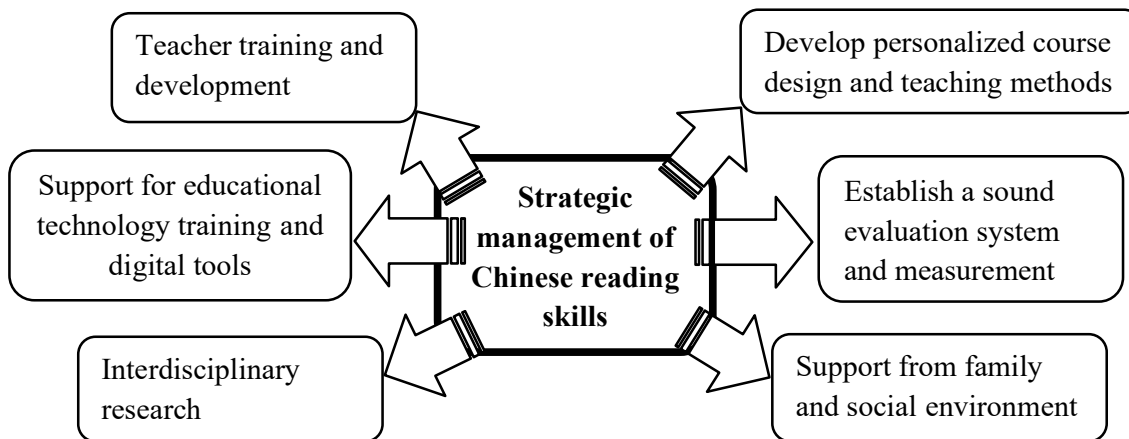 Teacher training and
development
Develop personalized course
design and teaching methods
Support for educational
technology training and
digital tools
Strategic
management of
Chinese reading
skills
Establish a sound
evaluation system
and measurement
Interdisciplinary
research
Support from family
and social environment